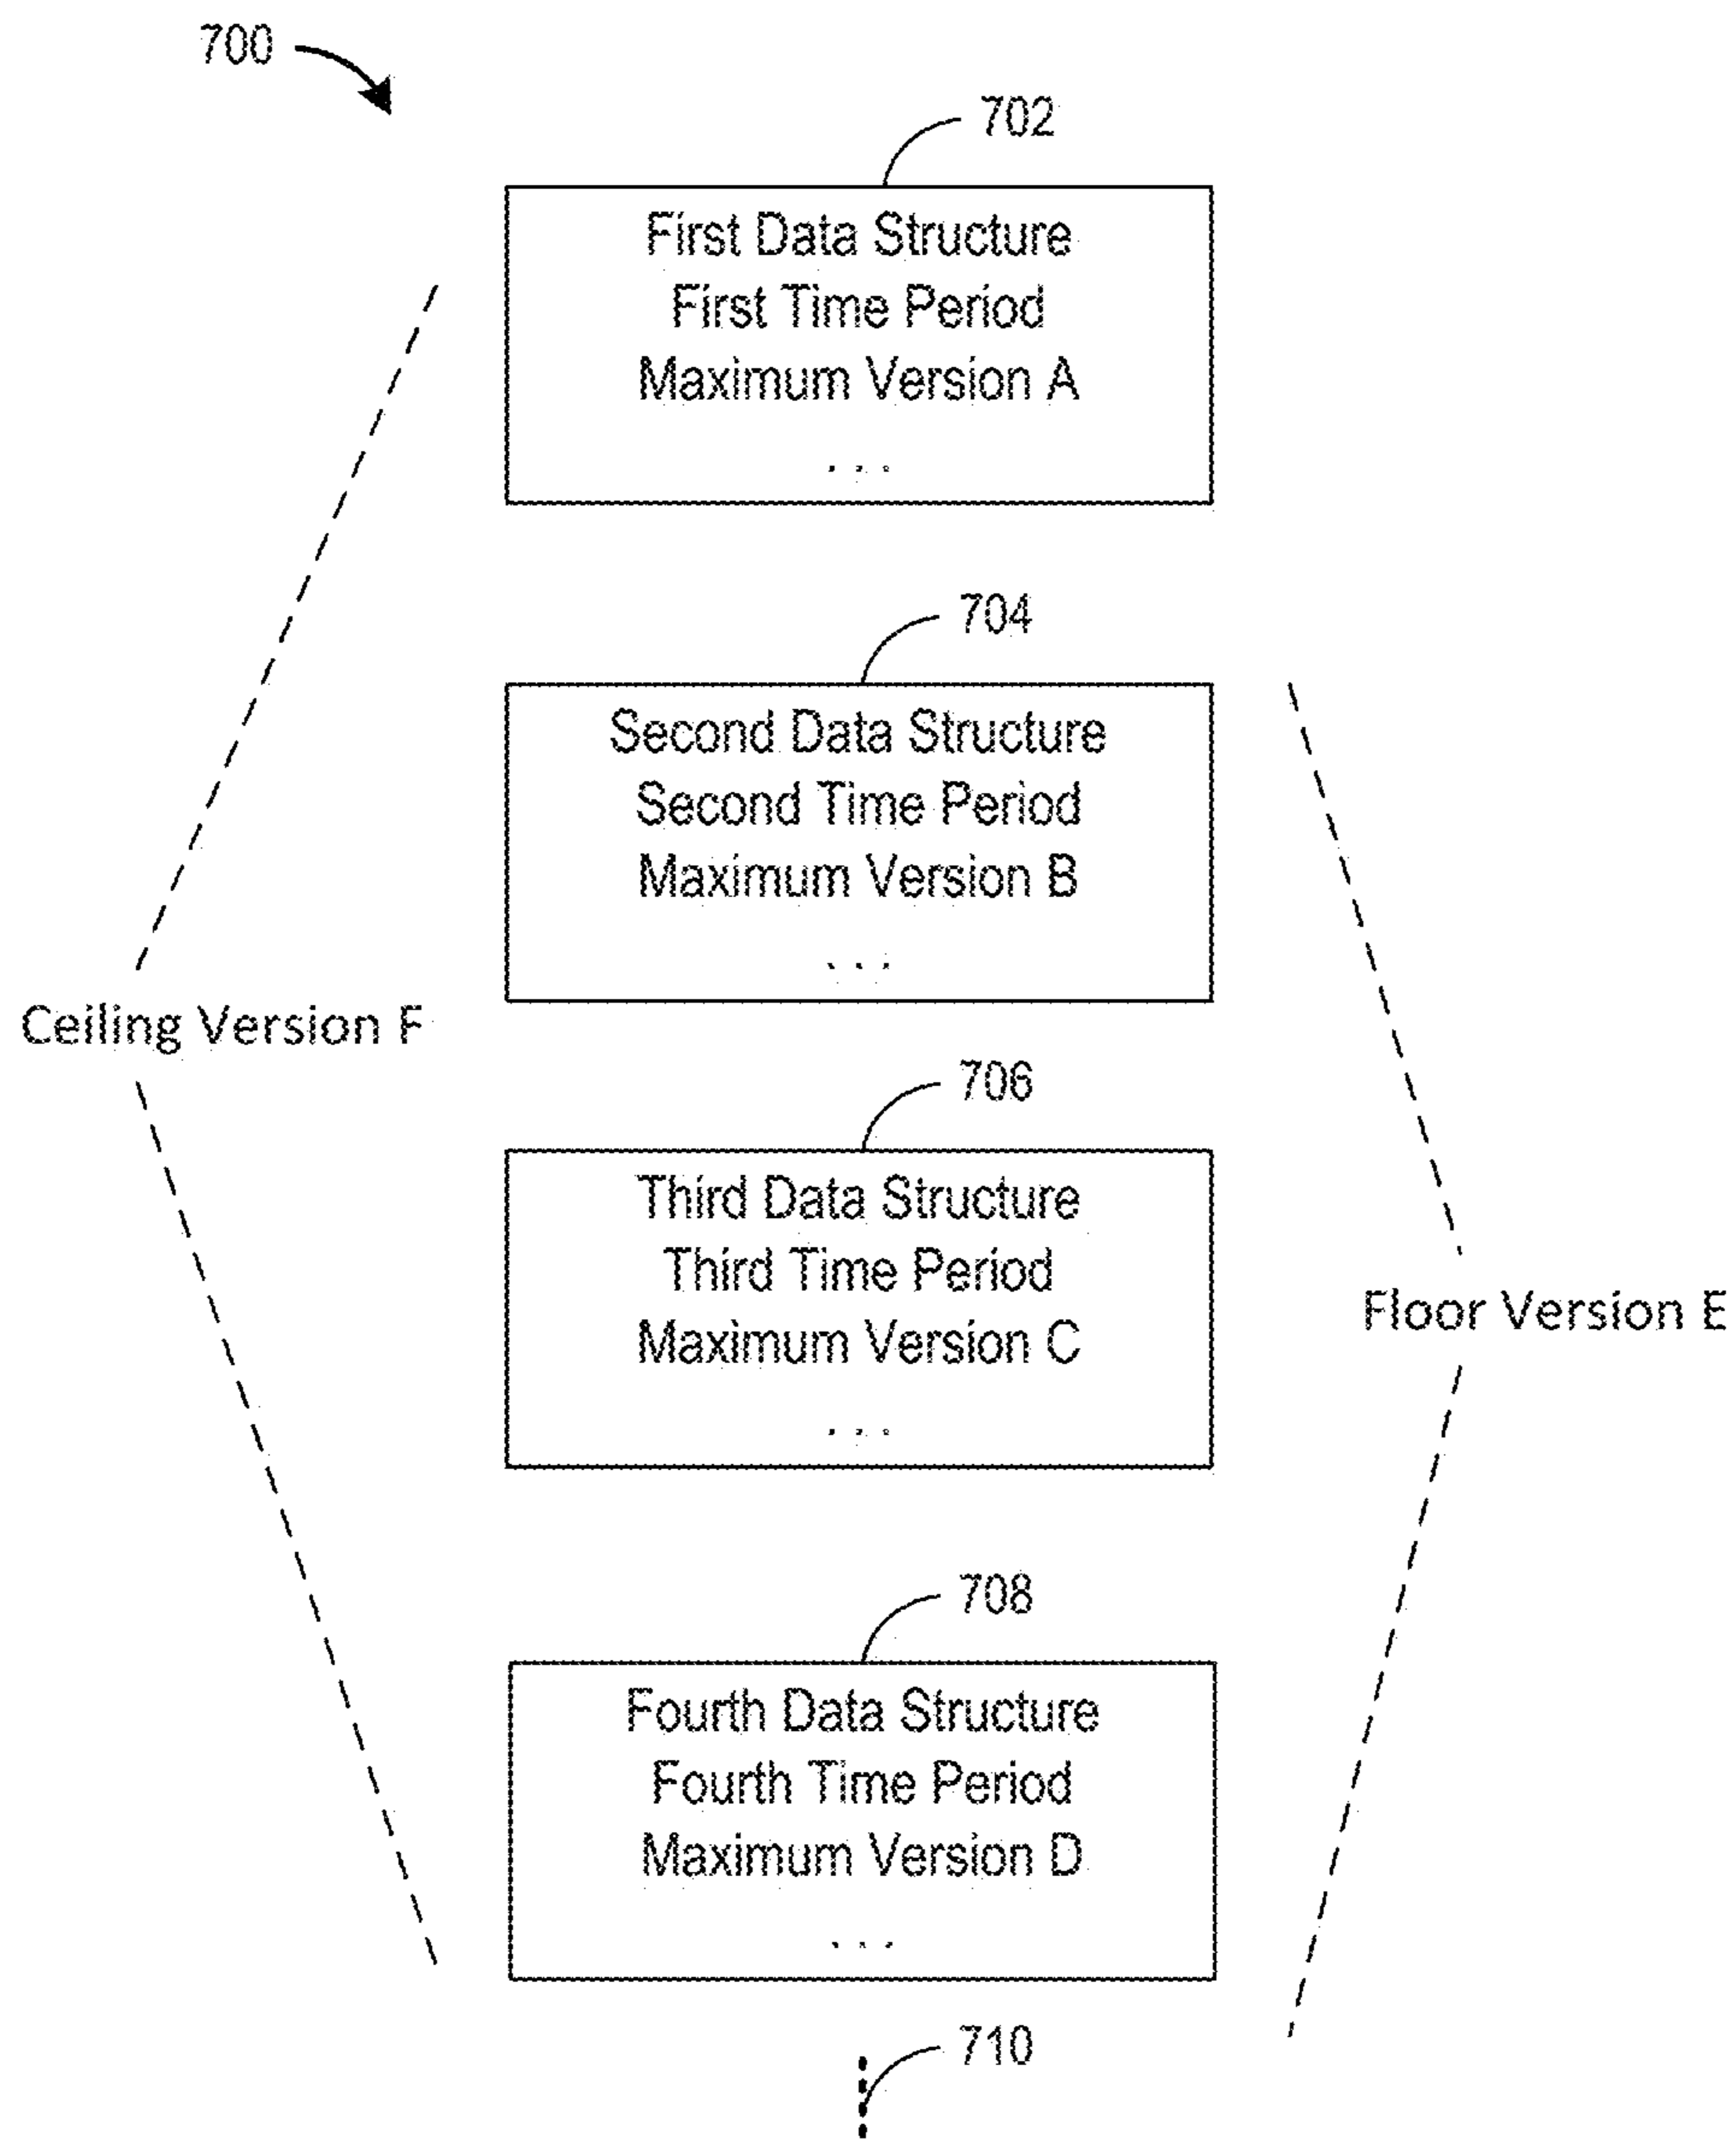 700
702
First Data Structure
First Time Period
Maximum Version A
...
704
Second Data Structure
Second Time Period
Maximum Version B
...
Ceiling Version F
706
Third Data Structure
Third Time Period
Maximum Version C
...
Floor Version E
708
Fourth Data Structure
Fourth Time Period
Maximum Version D
...
710